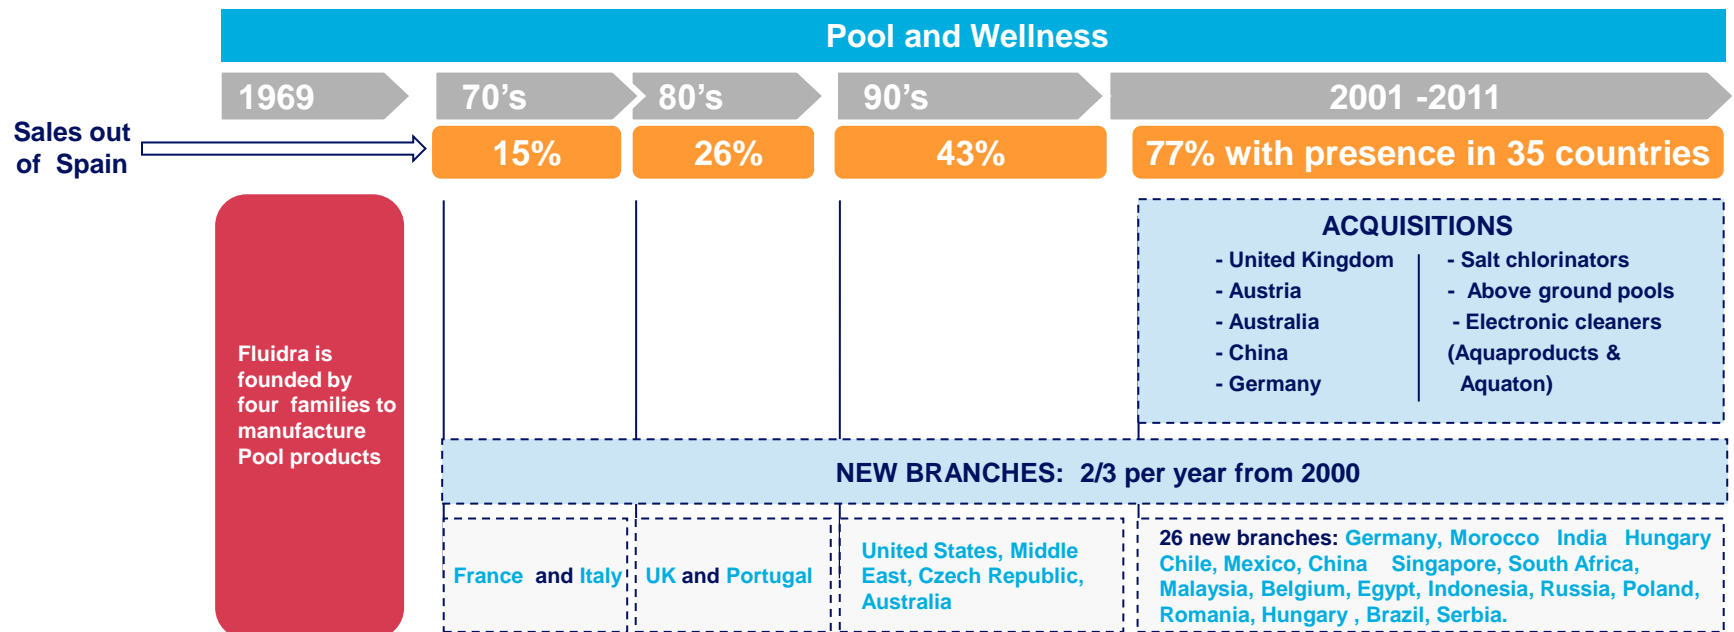 Pool and Wellness
1969
70's
80's
90's
2001 -2011
Sales out
of Spain
15%
26%
43%
77% with presence in 35 countries
Fluidra is
founded by
four families to
manufacture
Pool products
ACQUISITIONS
- United Kingdom
- Austria
- Australia
- China
- Germany
- Salt chlorinators
- Above ground pools
- Electronic cleaners
(Aquaproducts &
Aquaton)
NEW BRANCHES: 2/3 per year from 2000
France and Italy
UK and Portugal
United States, Middle
East, Czech Republic,
Australia
26 new branches: Germany, Morocco India Hungary
Chile, Mexico, China Singapore, South Africa,
Malaysia, Belgium, Egypt, Indonesia, Russia, Poland,
Romania, Hungary , Brazil, Serbia.